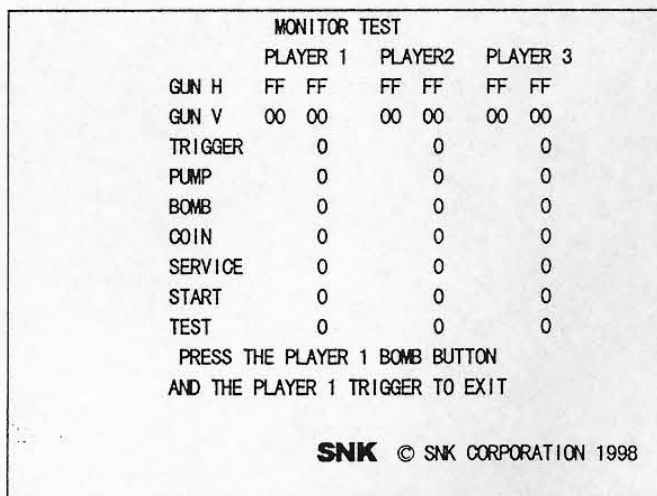 MONITOR TEST
PLAYER 1 PLAYER2 PLAYER 3
GUN H FF FF FF FF FF FF
GUN V 00 00 00 00 00 00
TRIGGER 0 0 0
PUMP 0 0 0
BOMB 0 0 0
COIN 0 0 0
SERVICE 0 0 0
START 0 0 0
TEST 0 0 0
PRESS THE PLAYER 1 BOMB BUTTON
AND THE PLAYER 1 TRIGGER TO EXIT
SNK © SNK CORPORATION 1998